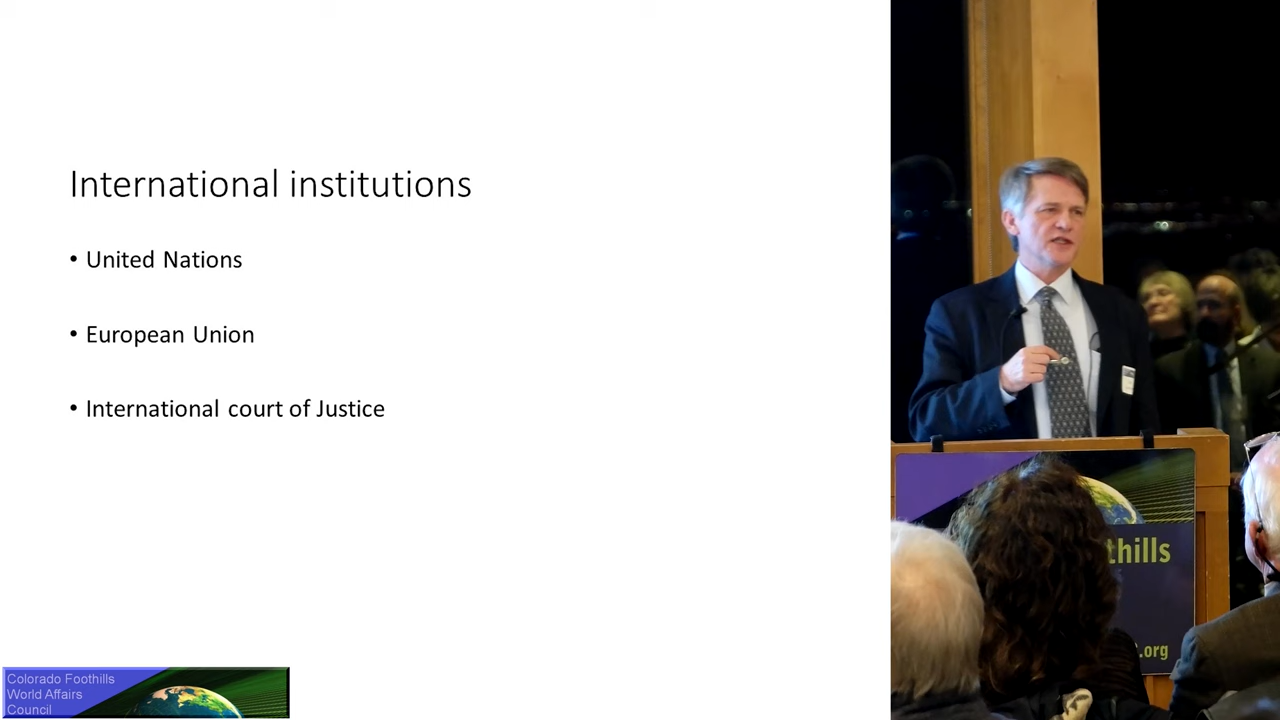 International institutions
• United Nations
• European Union
• International court of Justice
Colorado Foothills
World Affairs
Council
thills
.org